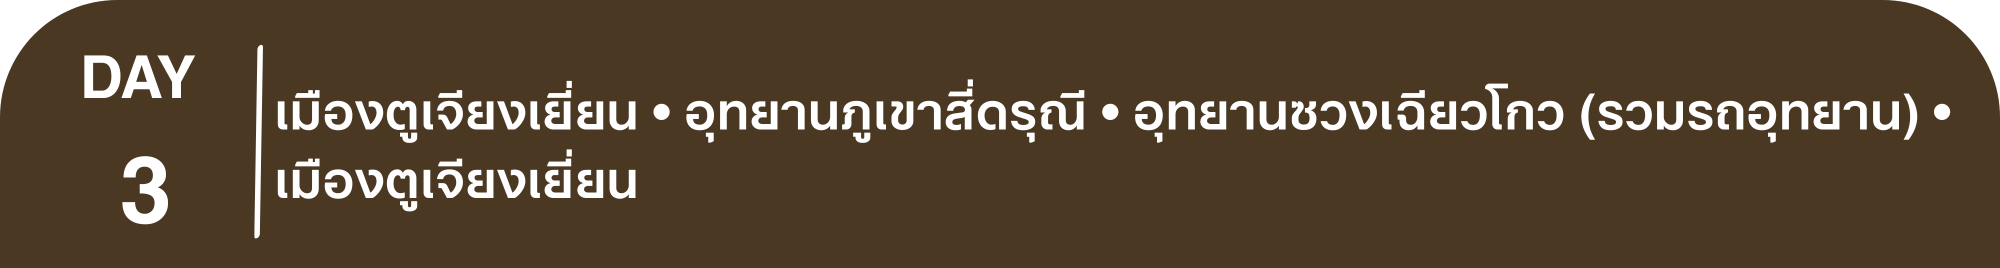 DAY
3
เมืองตูเจียงเยี่ยน • อุทยานภูเขาสี่ดรุณี • อุทยานซวงเฉียวโกว (รวมรถอุทยาน) •
เมืองตูเจียงเยี่ยน